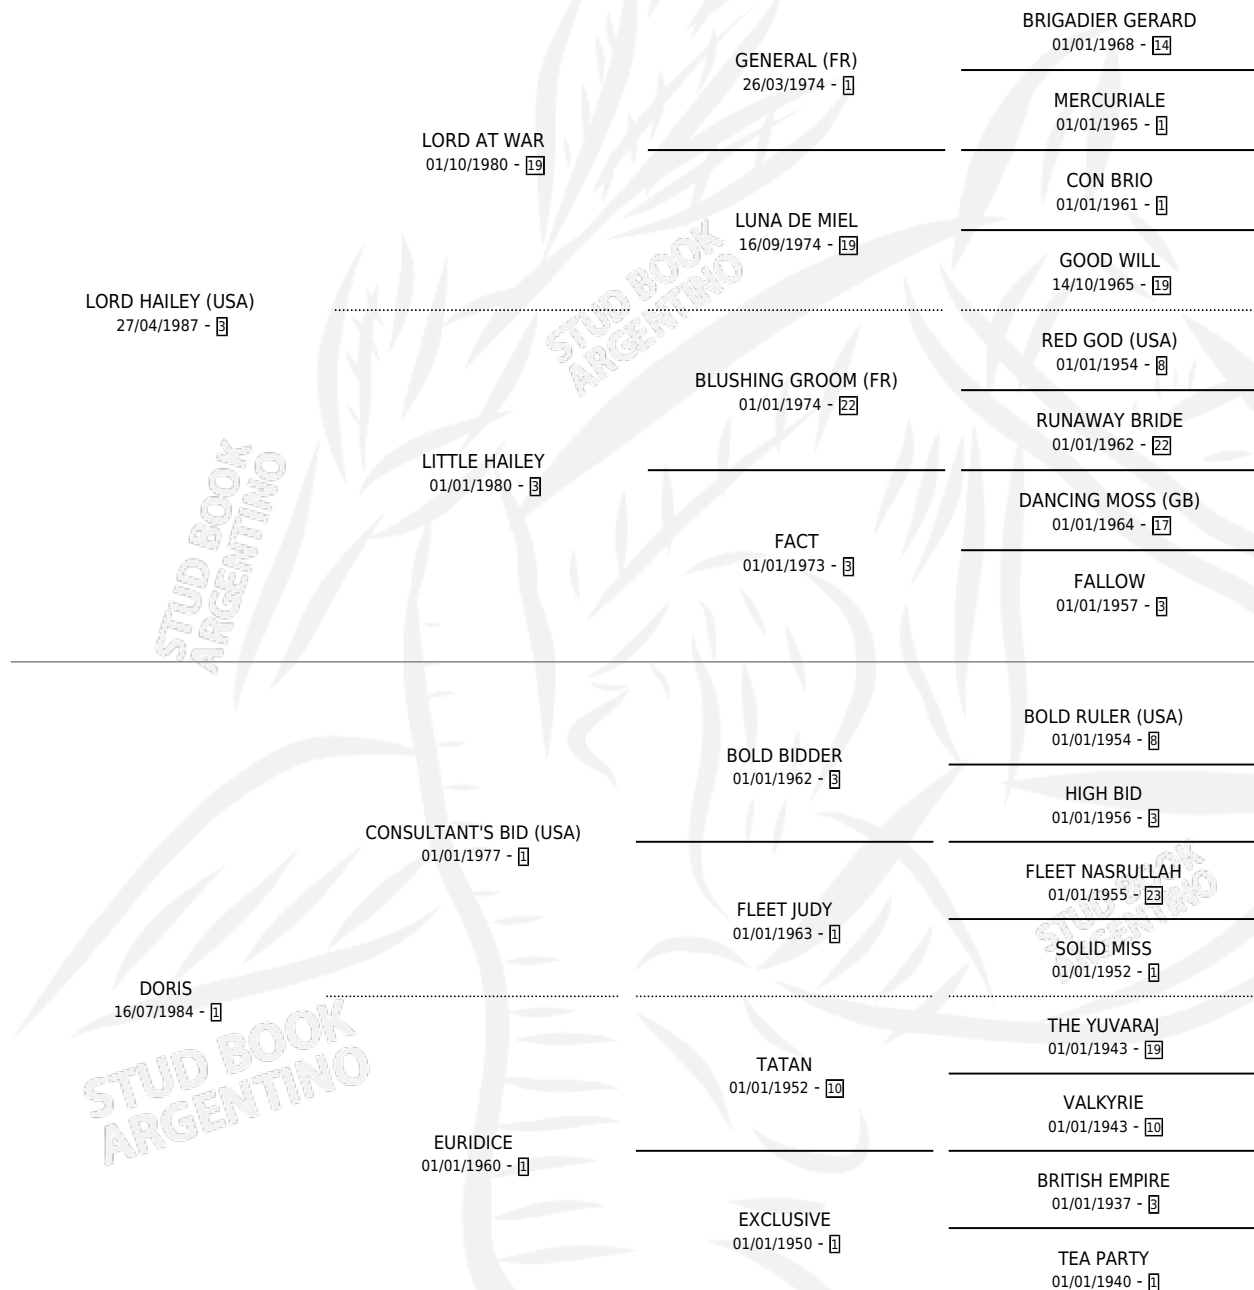 BRIGADIER GERARD
01/01/1968 - 14
GENERAL (FR)
26/03/1974 - 1
MERCURIALE
01/01/1965 - 1
LORD AT WAR
01/10/1980 - 19
CON BRIO
01/01/1961 - 1
LUNA DE MIEL
16/09/1974 - 19
GOOD WILL
14/10/1965 - 19
LORD HAILEY (USA)
27/04/1987 - 3
RED GOD (USA)
01/01/1954 - 8
BLUSHING GROOM (FR)
01/01/1974 - 22
RUNAWAY BRIDE
01/01/1962 - 22
LITTLE HAILEY
01/01/1980 - 3
DANCING MOSS (GB)
01/01/1964 - 17
FACT
01/01/1973 - 3
FALLOW
01/01/1957 - 3
BOLD RULER (USA)
01/01/1954 - 8
BOLD BIDDER
01/01/1962 - 3
HIGH BID
01/01/1956 - 3
CONSULTANT'S BID (USA)
01/01/1977 - 1
FLEET NASRULLAH
01/01/1955 - 23
FLEET JUDY
01/01/1963 - 1
SOLID MISS
01/01/1952 - 1
DORIS
16/07/1984 - 1
THE YUVARAJ
01/01/1943 - 19
TATAN
01/01/1952 - 10
VALKYRIE
01/01/1943 - 10
EURIDICE
01/01/1960 - 1
BRITISH EMPIRE
01/01/1937 - 3
EXCLUSIVE
01/01/1950 - 1
TEA PARTY
01/01/1940 - 1
STUD BOOK
ARGENTINO
STUD BOOK
ARGENTINO
STUD BOOK
ARGENTINO
STUD BOOK
ARGENTINO